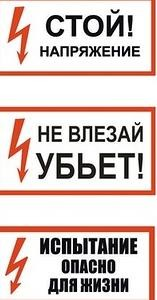 СТОЙ!
НАПРЯЖЕНИЕ
НЕ ВЛЕЗАЙ
УБЬЕТ!
ИСПЫТАНИЕ
ОПАСНО
ДЛЯ ЖИЗНИ